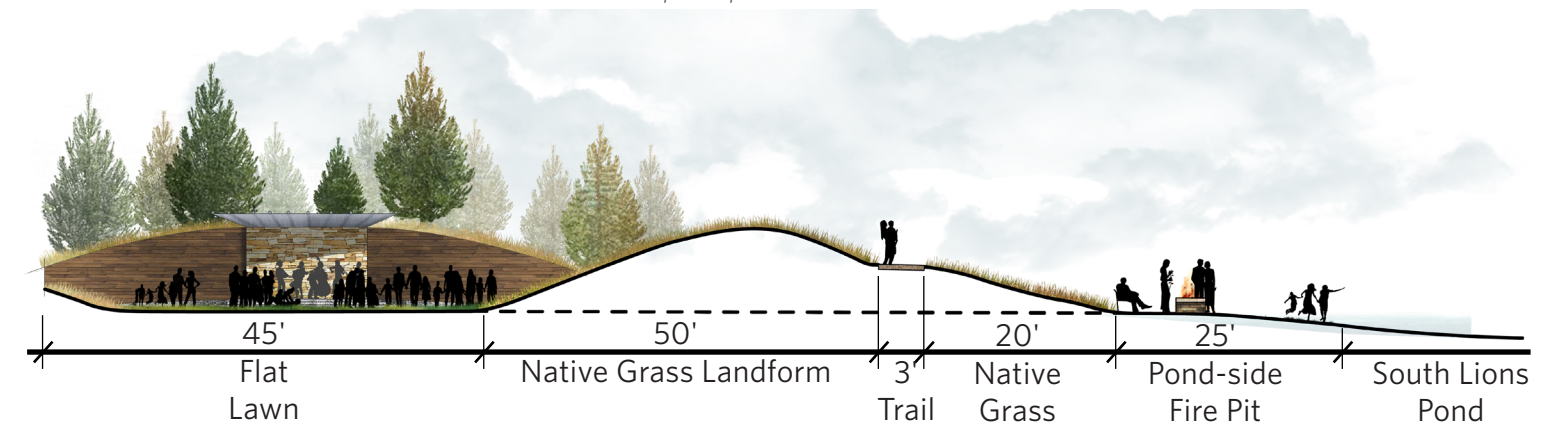 45'
50'
20'
25'
Flat
Lawn
Native Grass Landform
3'
Trail
Native
Grass
Pond-side
Fire Pit
South Lions
Pond